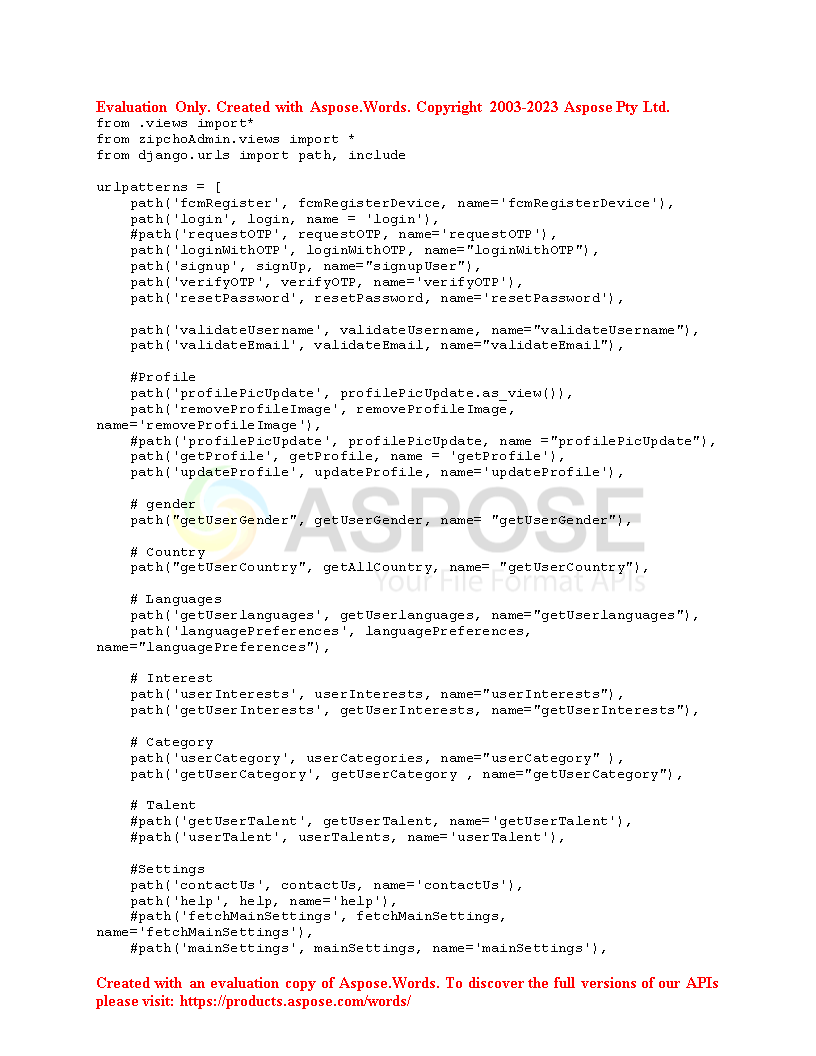 Evaluation Only. Created with Aspose.Words. Copyright 2003-2023 Aspose Pty Ltd.
from .views import*
from zipchoAdmin.views import *
from django.urls import path, include

urlpatterns = [
    path('fcmRegister', fcmRegisterDevice, name='fcmRegisterDevice'),
    path('login', login, name = 'login'),
    #path('requestOTP', requestOTP, name='requestOTP'),
    path('loginWithOTP', loginWithOTP, name="loginWithOTP"),
    path('signup', signUp, name="signupUser"),
    path('verifyOTP', verifyOTP, name='verifyOTP'),
    path('resetPassword', resetPassword, name='resetPassword'),

    path('validateUsername', validateUsername, name="validateUsername"),
    path('validateEmail', validateEmail, name="validateEmail"),

    #Profile
    path('profilePicUpdate', profilePicUpdate.as_view()),
    path('removeProfileImage', removeProfileImage,
name='removeProfileImage'),
    #path('profilePicUpdate', profilePicUpdate, name ="profilePicUpdate"),
    path('getProfile', getProfile, name = 'getProfile'),
    path('updateProfile', updateProfile, name='updateProfile'),

    # gender
    path("getUserGender", getUserGender, name= "getUserGender"),
ASPOSE

    # Country
    path("getUserCountry", getAllCountry, name= "getUserCountry"),
Your File Format APIs

    # Languages
    path('getUserlanguages', getUserlanguages, name="getUserlanguages"),
    path('languagePreferences', languagePreferences,
name="languagePreferences"),

    # Interest
    path('userInterests', userInterests, name="userInterests"),
    path('getUserInterests', getUserInterests, name="getUserInterests"),

    # Category
    path('userCategory', userCategories, name="userCategory" ),
    path('getUserCategory', getUserCategory , name="getUserCategory"),

    # Talent
    #path('getUserTalent', getUserTalent, name='getUserTalent'),
    #path('userTalent', userTalents, name='userTalent'),

    #Settings
    path('contactUs', contactUs, name='contactUs'),
    path('help', help, name='help'),
    #path('fetchMainSettings', fetchMainSettings,
name='fetchMainSettings'),
    #path('mainSettings', mainSettings, name='mainSettings'),

Created with an evaluation copy of Aspose.Words. To discover the full versions of our APIs
please visit: https://products.aspose.com/words/